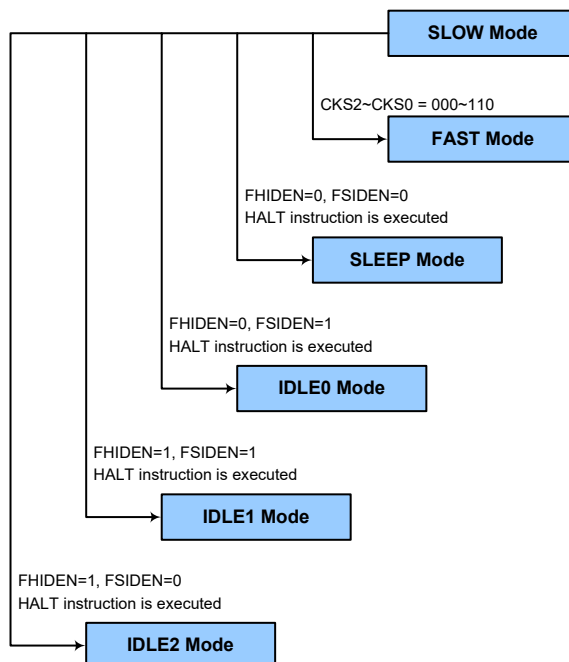 SLOW Mode
CKS2~CKS0 = 000~110
FAST Mode
FHIDEN=0, FSIDEN=0
HALT instruction is executed
SLEEP Mode
FHIDEN=0, FSIDEN=1
HALT instruction is executed
IDLE0 Mode
FHIDEN=1, FSIDEN=1
HALT instruction is executed
IDLE1 Mode
FHIDEN=1, FSIDEN=0
HALT instruction is executed
IDLE2 Mode